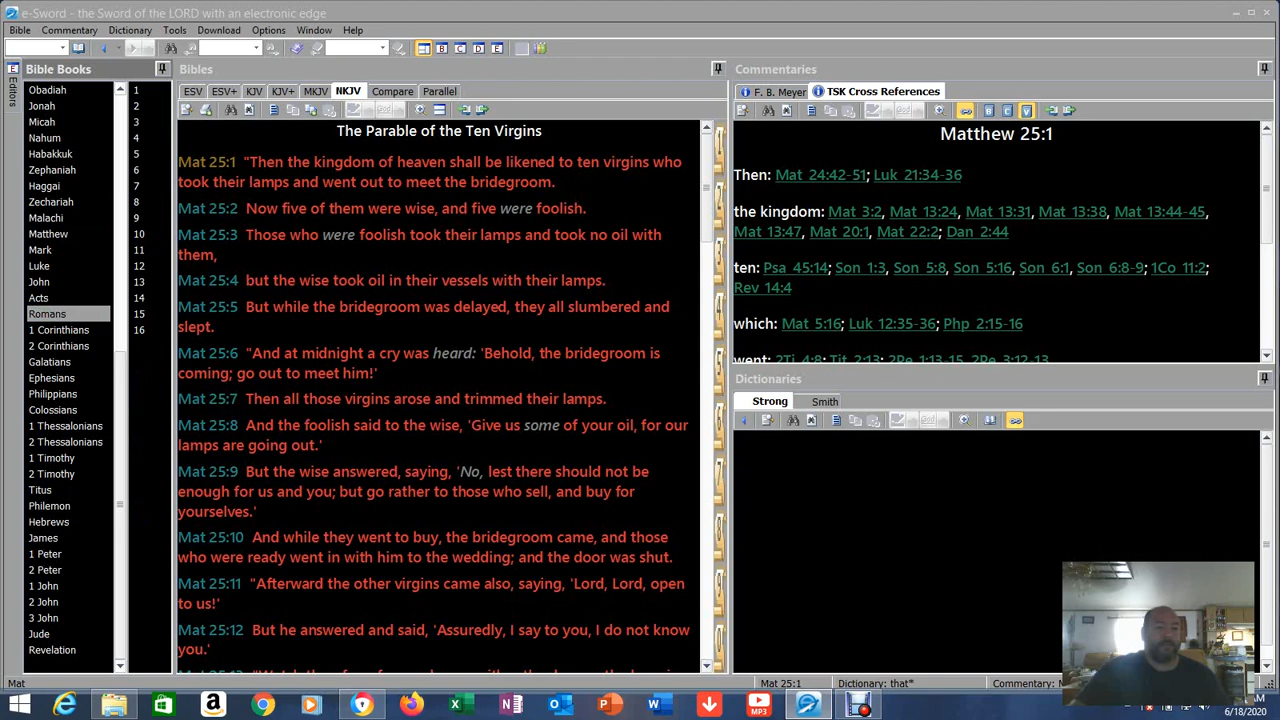 e-Sword - the Sword of the LORD with an electronic edge
Bible Commentary Dictionary Tools Download Options Window Help
B C D E
Editors
Bible Books
Obadiah
Jonah
Micah
Nahum
Habakkuk
Zephaniah
Haggai
Zechariah
Malachi
Matthew
Mark
Luke
John
Acts
Romans
1 Corinthians
2 Corinthians
Galatians
Ephesians
Philippians
Colossians
1 Thessalonians
2 Thessalonians
1 Timothy
2 Timothy
Titus
Philemon
Hebrews
James
1 Peter
2 Peter
1 John
2 John
3 John
Jude
Revelation
1
2
3
4
5
6
7
8
9
10
11
12
13
14
15
16
Bibles
ESV ESV+ KJV KJV+ MKJV NKJV Compare Parallel
The Parable of the Ten Virgins
Mat 25:1 "Then the kingdom of heaven shall be likened to ten virgins who
took their lamps and went out to meet the bridegroom.
Mat 25:2 Now five of them were wise, and five were foolish.
Mat 25:3 Those who were foolish took their lamps and took no oil with
them,
Mat 25:4 but the wise took oil in their vessels with their lamps.
Mat 25:5 But while the bridegroom was delayed, they all slumbered and
slept.
Mat 25:6 "And at midnight a cry was heard: 'Behold, the bridegroom is
coming; go out to meet him!'
Mat 25:7 Then all those virgins arose and trimmed their lamps.
Mat 25:8 And the foolish said to the wise, 'Give us some of your oil, for our
lamps are going out.'
Mat 25:9 But the wise answered, saying, 'No, lest there should not be
enough for us and you; but go rather to those who sell, and buy for
yourselves.'
Mat 25:10 And while they went to buy, the bridegroom came, and those
who were ready went in with him to the wedding; and the door was shut.
Mat 25:11 "Afterward the other virgins came also, saying, 'Lord, Lord, open
to us!'
Mat 25:12 But he answered and said, 'Assuredly, I say to you, I do not know
you.'
Commentaries
F. B. Meyer TSK Cross References
B C V
Matthew 25:1
Then: Mat 24:42-51; Luk 21:34-36
the kingdom: Mat 3:2, Mat 13:24, Mat 13:31, Mat 13:38, Mat 13:44-45,
Mat 13:47, Mat 20:1, Mat 22:2; Dan 2:44
ten: Psa 45:14; Son 1:3, Son 5:8, Son 5:16, Son 6:1, Son 6:8-9; 1Co 11:2;
Rev 14:4
which: Mat 5:16; Luk 12:35-36; Php 2:15-16
went: 2Ti 4:8; Tit 2:13; 2Pe 1:13-15, 2Pe 3:12-13
Dictionaries
Strong Smith
Mat
Mat 25:1
Dictionary: that*
Commentary:
MP3
6/18/2020